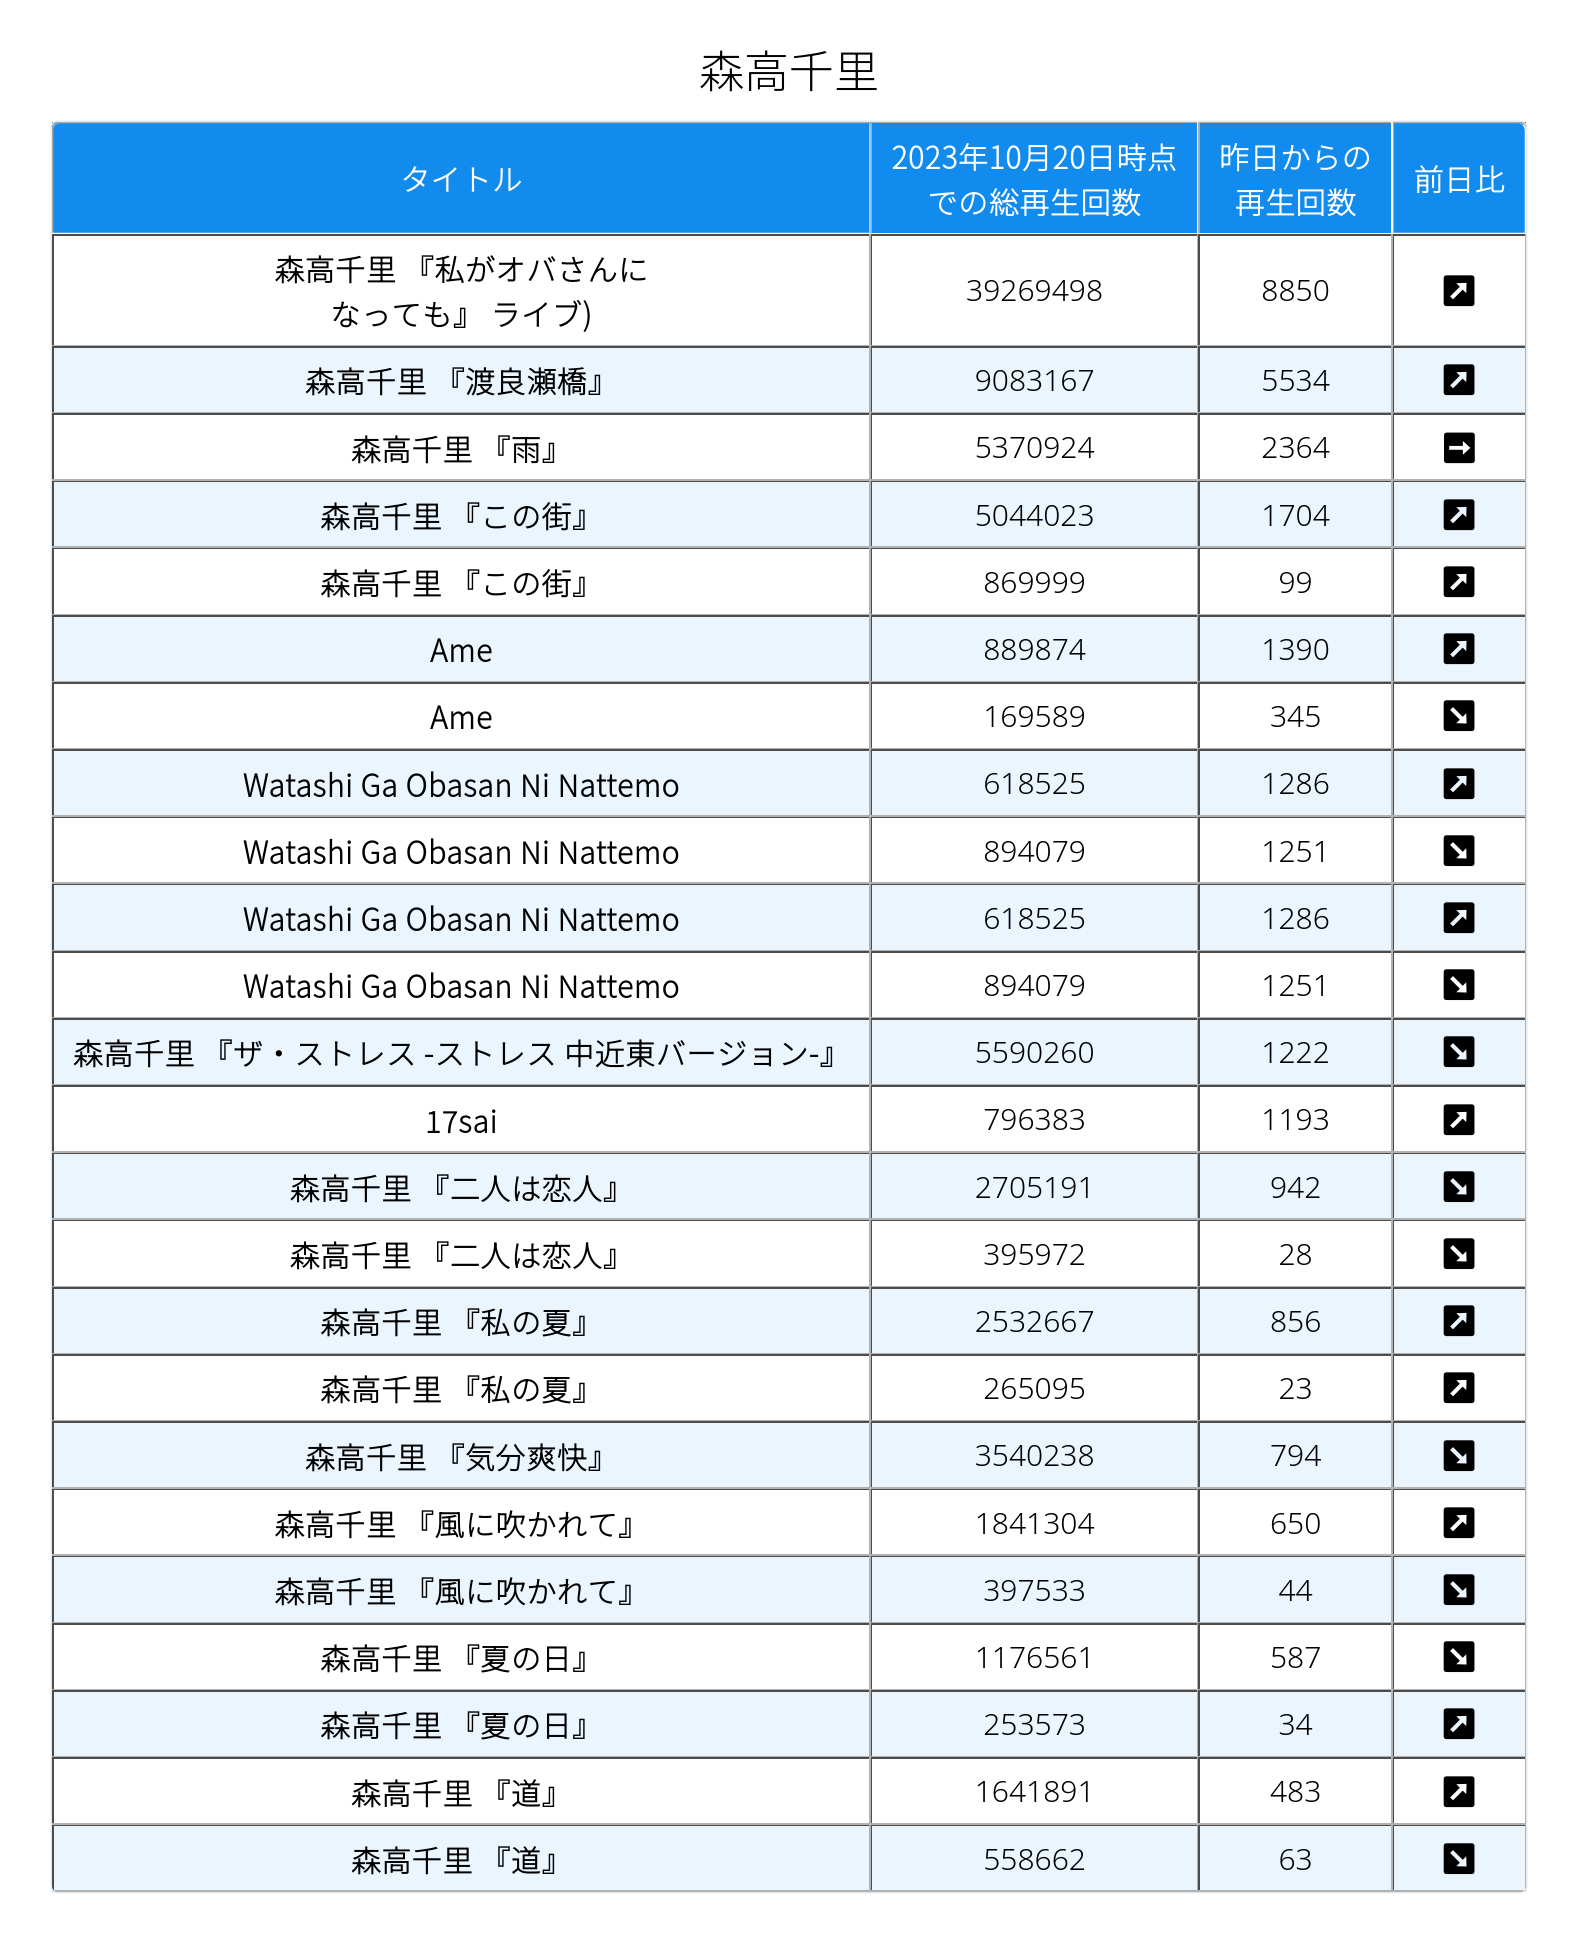 森高千里
タイトル 2023年10月20日時点 での総再生回数 昨日からの 再生回数 前日比
森高千里 『私がオバさんに なっても』 ライブ) 39269498 8850 ↗
森高千里 『渡良瀬橋』 9083167 5534 ↗
森高千里 『雨』 5370924 2364 →
森高千里 『この街』 5044023 1704 ↗
森高千里 『この街』 869999 99 ↗
Ame 889874 1390 ↗
Ame 169589 345 ↘
Watashi Ga Obasan Ni Nattemo 618525 1286 ↗
Watashi Ga Obasan Ni Nattemo 894079 1251 ↘
Watashi Ga Obasan Ni Nattemo 618525 1286 ↗
Watashi Ga Obasan Ni Nattemo 894079 1251 ↘
森高千里 『ザ・ストレス -ストレス 中近東バージョン-』 5590260 1222 ↘
17sai 796383 1193 ↗
森高千里 『二人は恋人』 2705191 942 ↘
森高千里 『二人は恋人』 395972 28 ↘
森高千里 『私の夏』 2532667 856 ↗
森高千里 『私の夏』 265095 23 ↗
森高千里 『気分爽快』 3540238 794 ↘
森高千里 『風に吹かれて』 1841304 650 ↗
森高千里 『風に吹かれて』 397533 44 ↘
森高千里 『夏の日』 1176561 587 ↘
森高千里 『夏の日』 253573 34 ↗
森高千里 『道』 1641891 483 ↗
森高千里 『道』 558662 63 ↘